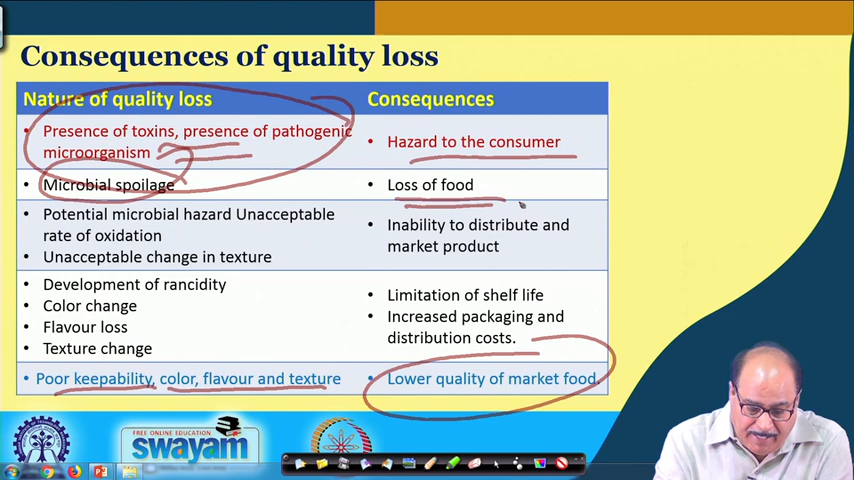 Consequences of quality loss
Nature of quality loss
Consequences
• Presence of toxins, presence of pathogenic
microorganism
• Hazard to the consumer
• Microbial spoilage
• Loss of food
• Potential microbial hazard Unacceptable
rate of oxidation
• Unacceptable change in texture
• Inability to distribute and
market product
• Development of rancidity
• Color change
• Flavour loss
• Texture change
• Limitation of shelf life
• Increased packaging and
distribution costs.
• Poor keepability, color, flavour and texture
• Lower quality of market food.
FREE ONLINE EDUCATION
swayam